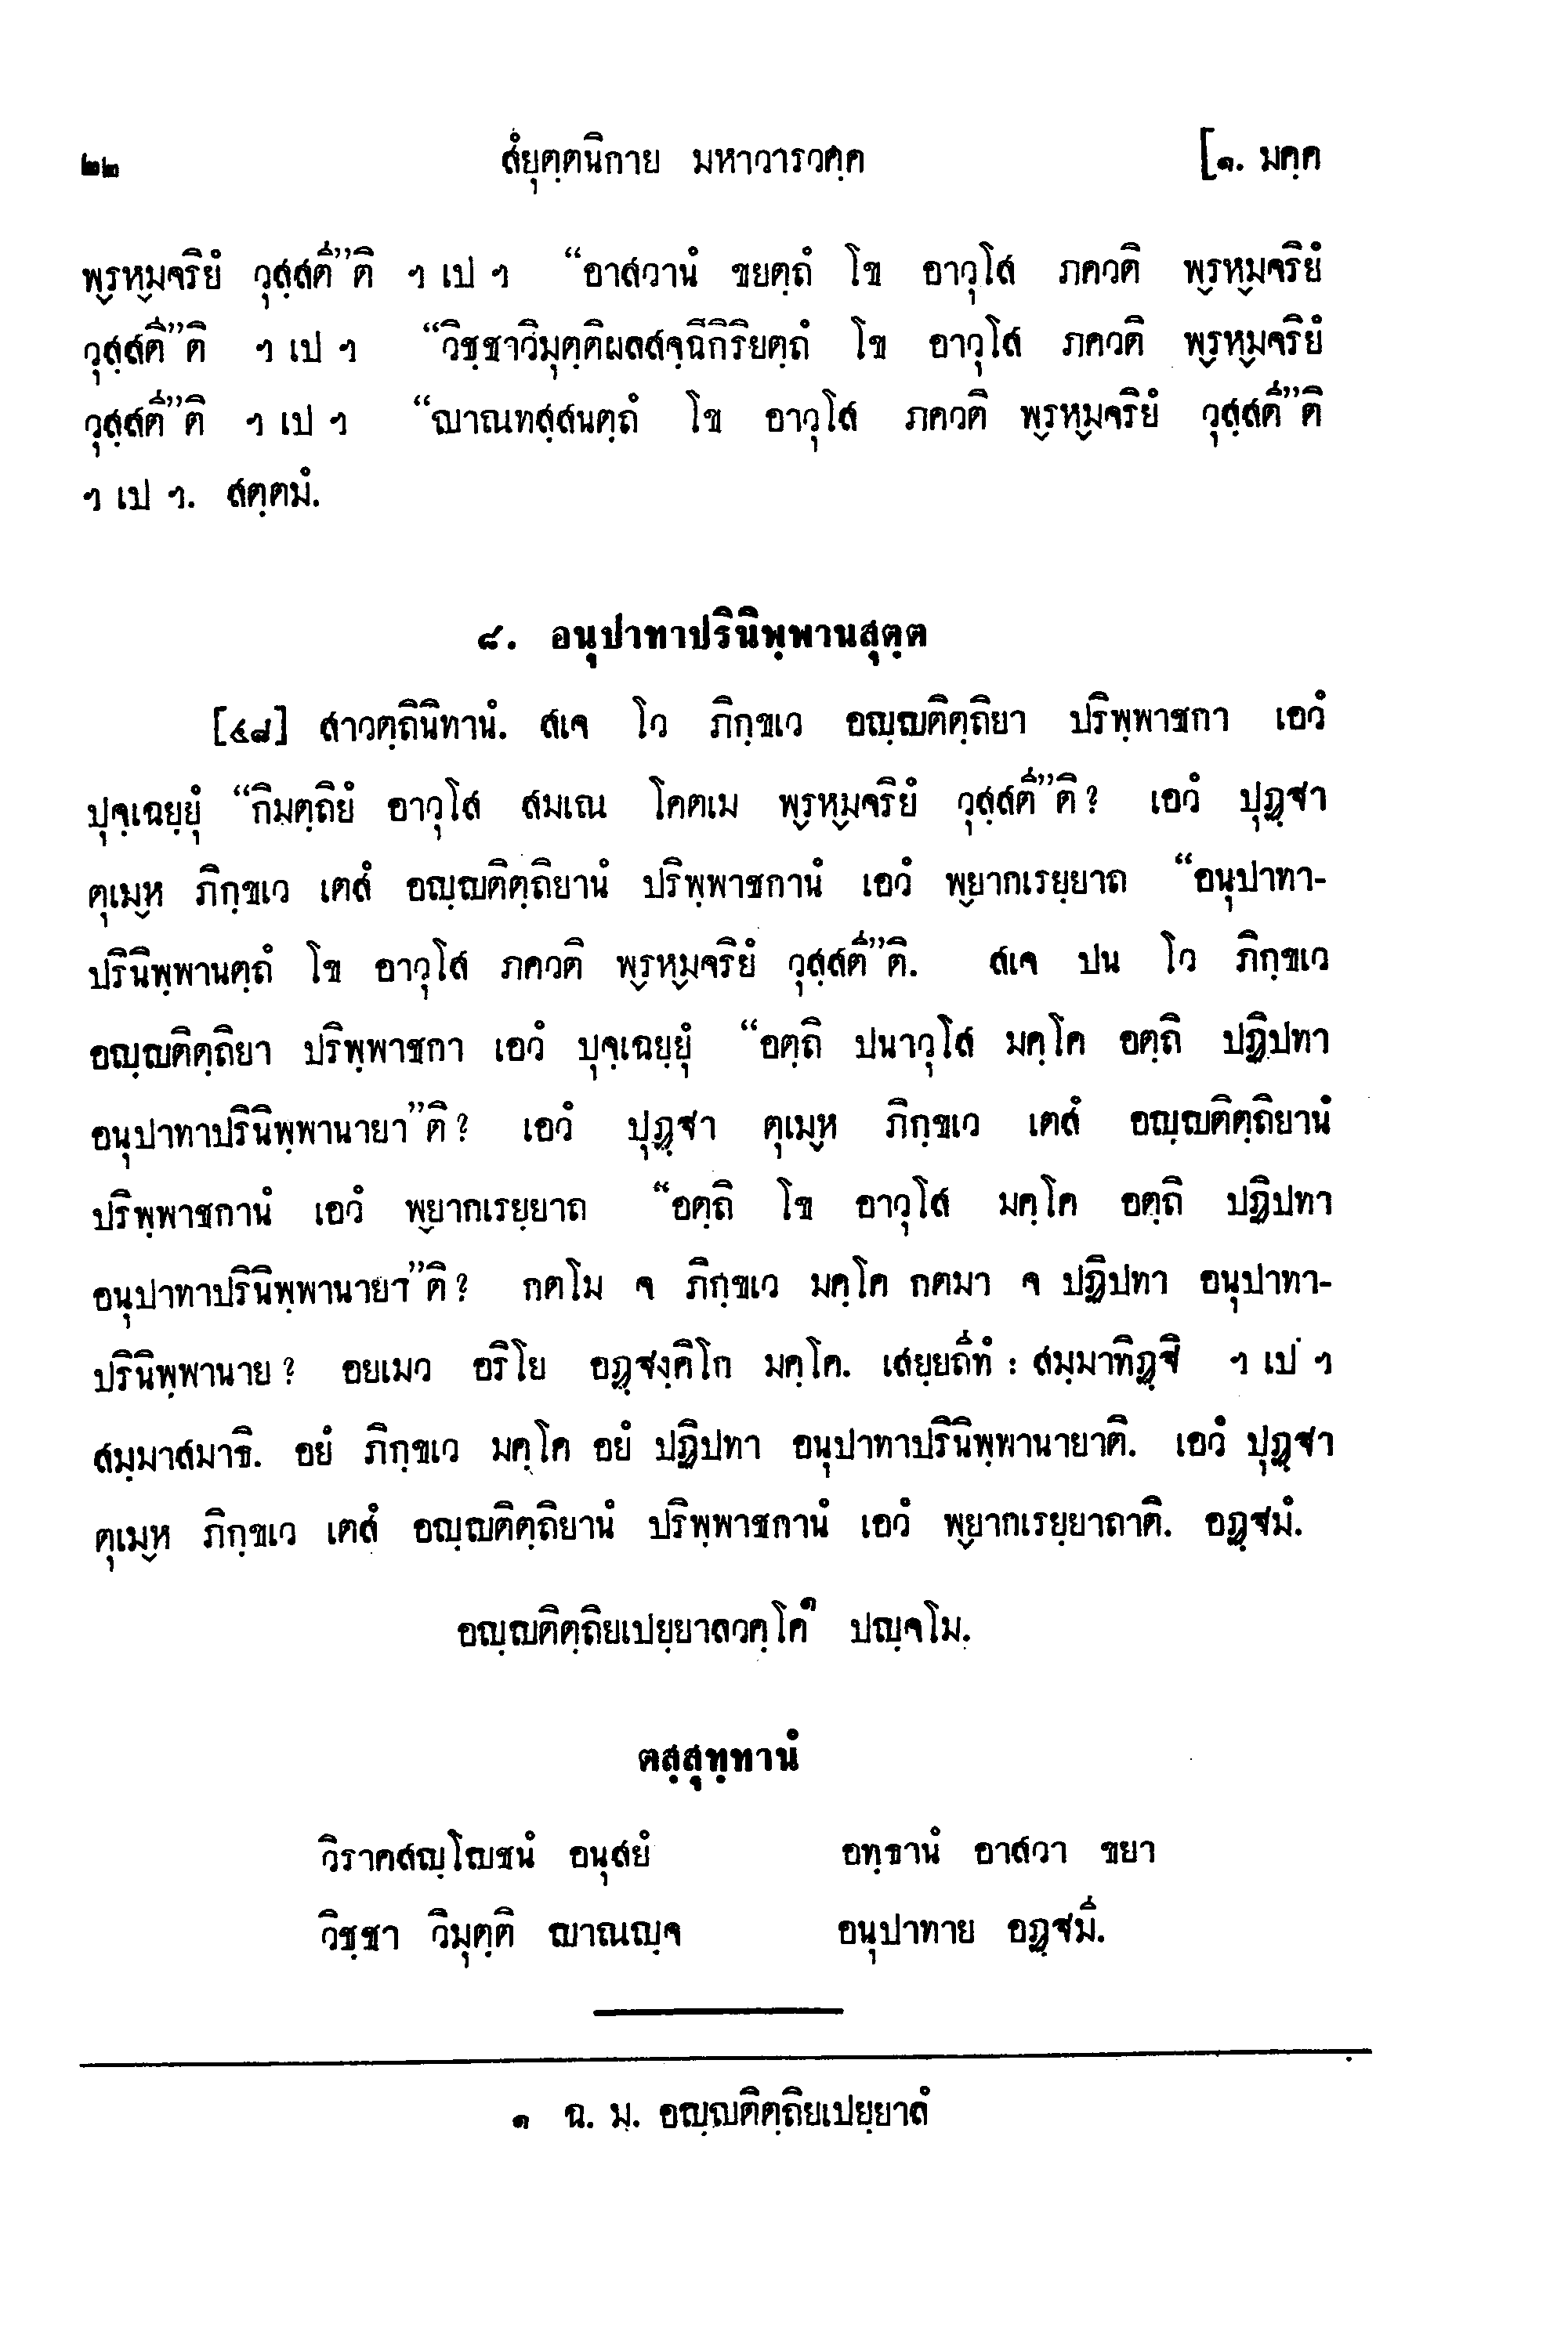 ๒๒ สํยุตฺตนิกาย มหาวารวคฺค [๑. มคฺค
พฺรหฺมจริยํ วุสฺสตี”ติ ฯ เป ฯ “อาสวานํ ขยตฺถํ โข อาวุโส ภควติ พฺรหฺมจริยํ
วุสฺสตี”ติ ฯ เป ฯ “วิชฺชาวิมุตฺติผลสจฺฉิกิริยตฺถํ โข อาวุโส ภควติ พฺรหฺมจริยํ
วุสฺสตี”ติ ฯ เป ฯ “ญาณทสฺสนตฺถํ โข อาวุโส ภควติ พฺรหฺมจริยํ วุสฺสตี”ติ
ฯ เป ฯ. สตฺตมํ.
๘. อนุปาทาปรินิพฺพานสุตฺต
[๔๘] สาวตฺถินิทานํ. สเจ โว ภิกฺขเว อญฺญติตฺถิยา ปริพฺพาชกา เอวํ
ปุจฺเฉยฺยุํ “กิมตฺถิยํ อาวุโส สมเณ โคตเม พฺรหฺมจริยํ วุสฺสตี”ติ? เอวํ ปุฏฺฐา
ตุเมฺห ภิกฺขเว เตสํ อญฺญติตฺถิยานํ ปริพฺพาชกานํ เอวํ พฺยากเรยฺยาถ “อนุปาทา-
ปรินิพฺพานตฺถํ โข อาวุโส ภควติ พฺรหฺมจริยํ วุสฺสตี”ติ. สเจ ปน โว ภิกฺขเว
อญฺญติตฺถิยา ปริพฺพาชกา เอวํ ปุจฺเฉยฺยุํ “อตฺถิ ปนาวุโส มคฺโค อตฺถิ ปฏิปทา
อนุปาทาปรินิพฺพานายา”ติ? เอวํ ปุฏฺฐา ตุเมฺห ภิกฺขเว เตสํ อญฺญติตฺถิยานํ
ปริพฺพาชกานํ เอวํ พฺยากเรยฺยาถ “อตฺถิ โข อาวุโส มคฺโค อตฺถิ ปฏิปทา
อนุปาทาปรินิพฺพานายา”ติ? กตโม จ ภิกฺขเว มคฺโค กตมา จ ปฏิปทา อนุปาทา-
ปรินิพฺพานาย? อยเมว อริโย อฏฺฐงฺคิโก มคฺโค. เสยฺยถีทํ : สมฺมาทิฏฺฐิ ฯ เป ฯ
สมฺมาสมาธิ. อยํ ภิกฺขเว มคฺโค อยํ ปฏิปทา อนุปาทาปรินิพฺพานายาติ. เอวํ ปุฏฺฐา
ตุเมฺห ภิกฺขเว เตสํ อญฺญติตฺถิยานํ ปริพฺพาชกานํ เอวํ พฺยากเรยฺยาถาติ. อฏฺฐมํ.
อญฺญติตฺถิยเปยฺยาลวคฺโค๑ ปญฺจโม.
ตสฺสุทฺทานํ
วิราคสญฺโญชนํ อนุสยํ อทฺธานํ อาสวา ขยา
วิชฺชา วิมุตฺติ ญาณญฺจ อนุปาทาย อฏฺฐมี.
๑ ฉ. ม. อญฺญติตฺถิยเปยฺยาลํ